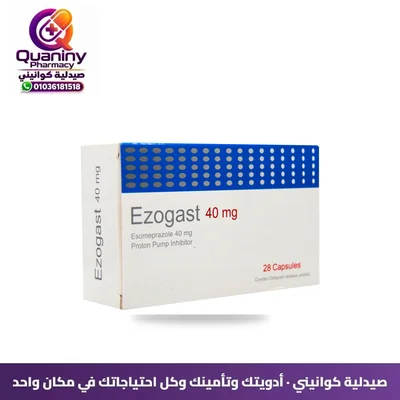 Quaniny
Pharmacy
صيدلية كوانيني
01036181518
Ezogast 40 mg
Ezogast 40 mg
Esomeprazole 40 mg
Proton Pump Inhibitor
28 Capsules
صيدلية كوانيني - أدويتك وتأمينك وكل احتياجاتك في مكان واحد